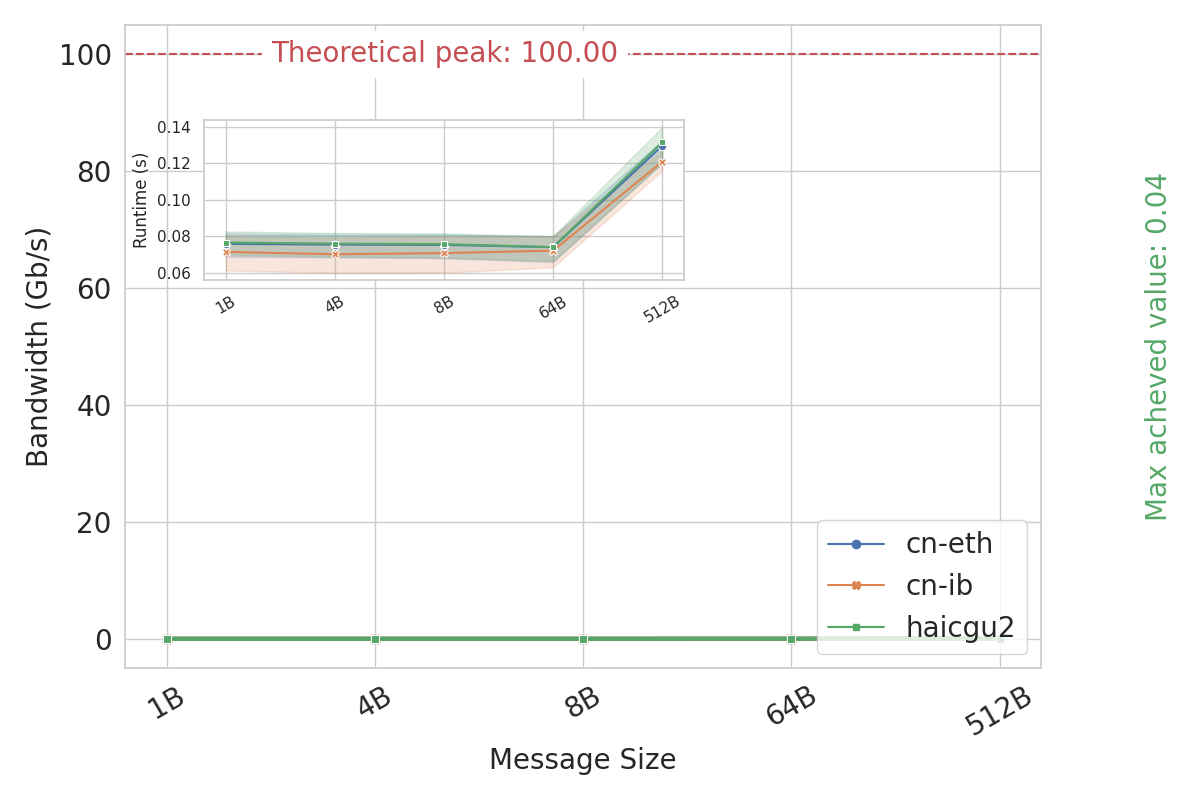 Theoretical peak: 100.00
100
80
60
40
20
0
Bandwidth (Gb/s)
0.14
0.12
0.10
0.08
0.06
Runtime (s)
1B
4B
8B
64B
512B
cn-eth
cn-ib
haicgu2
1B
4B
8B
64B
512B
Message Size
Max acheved value: 0.04